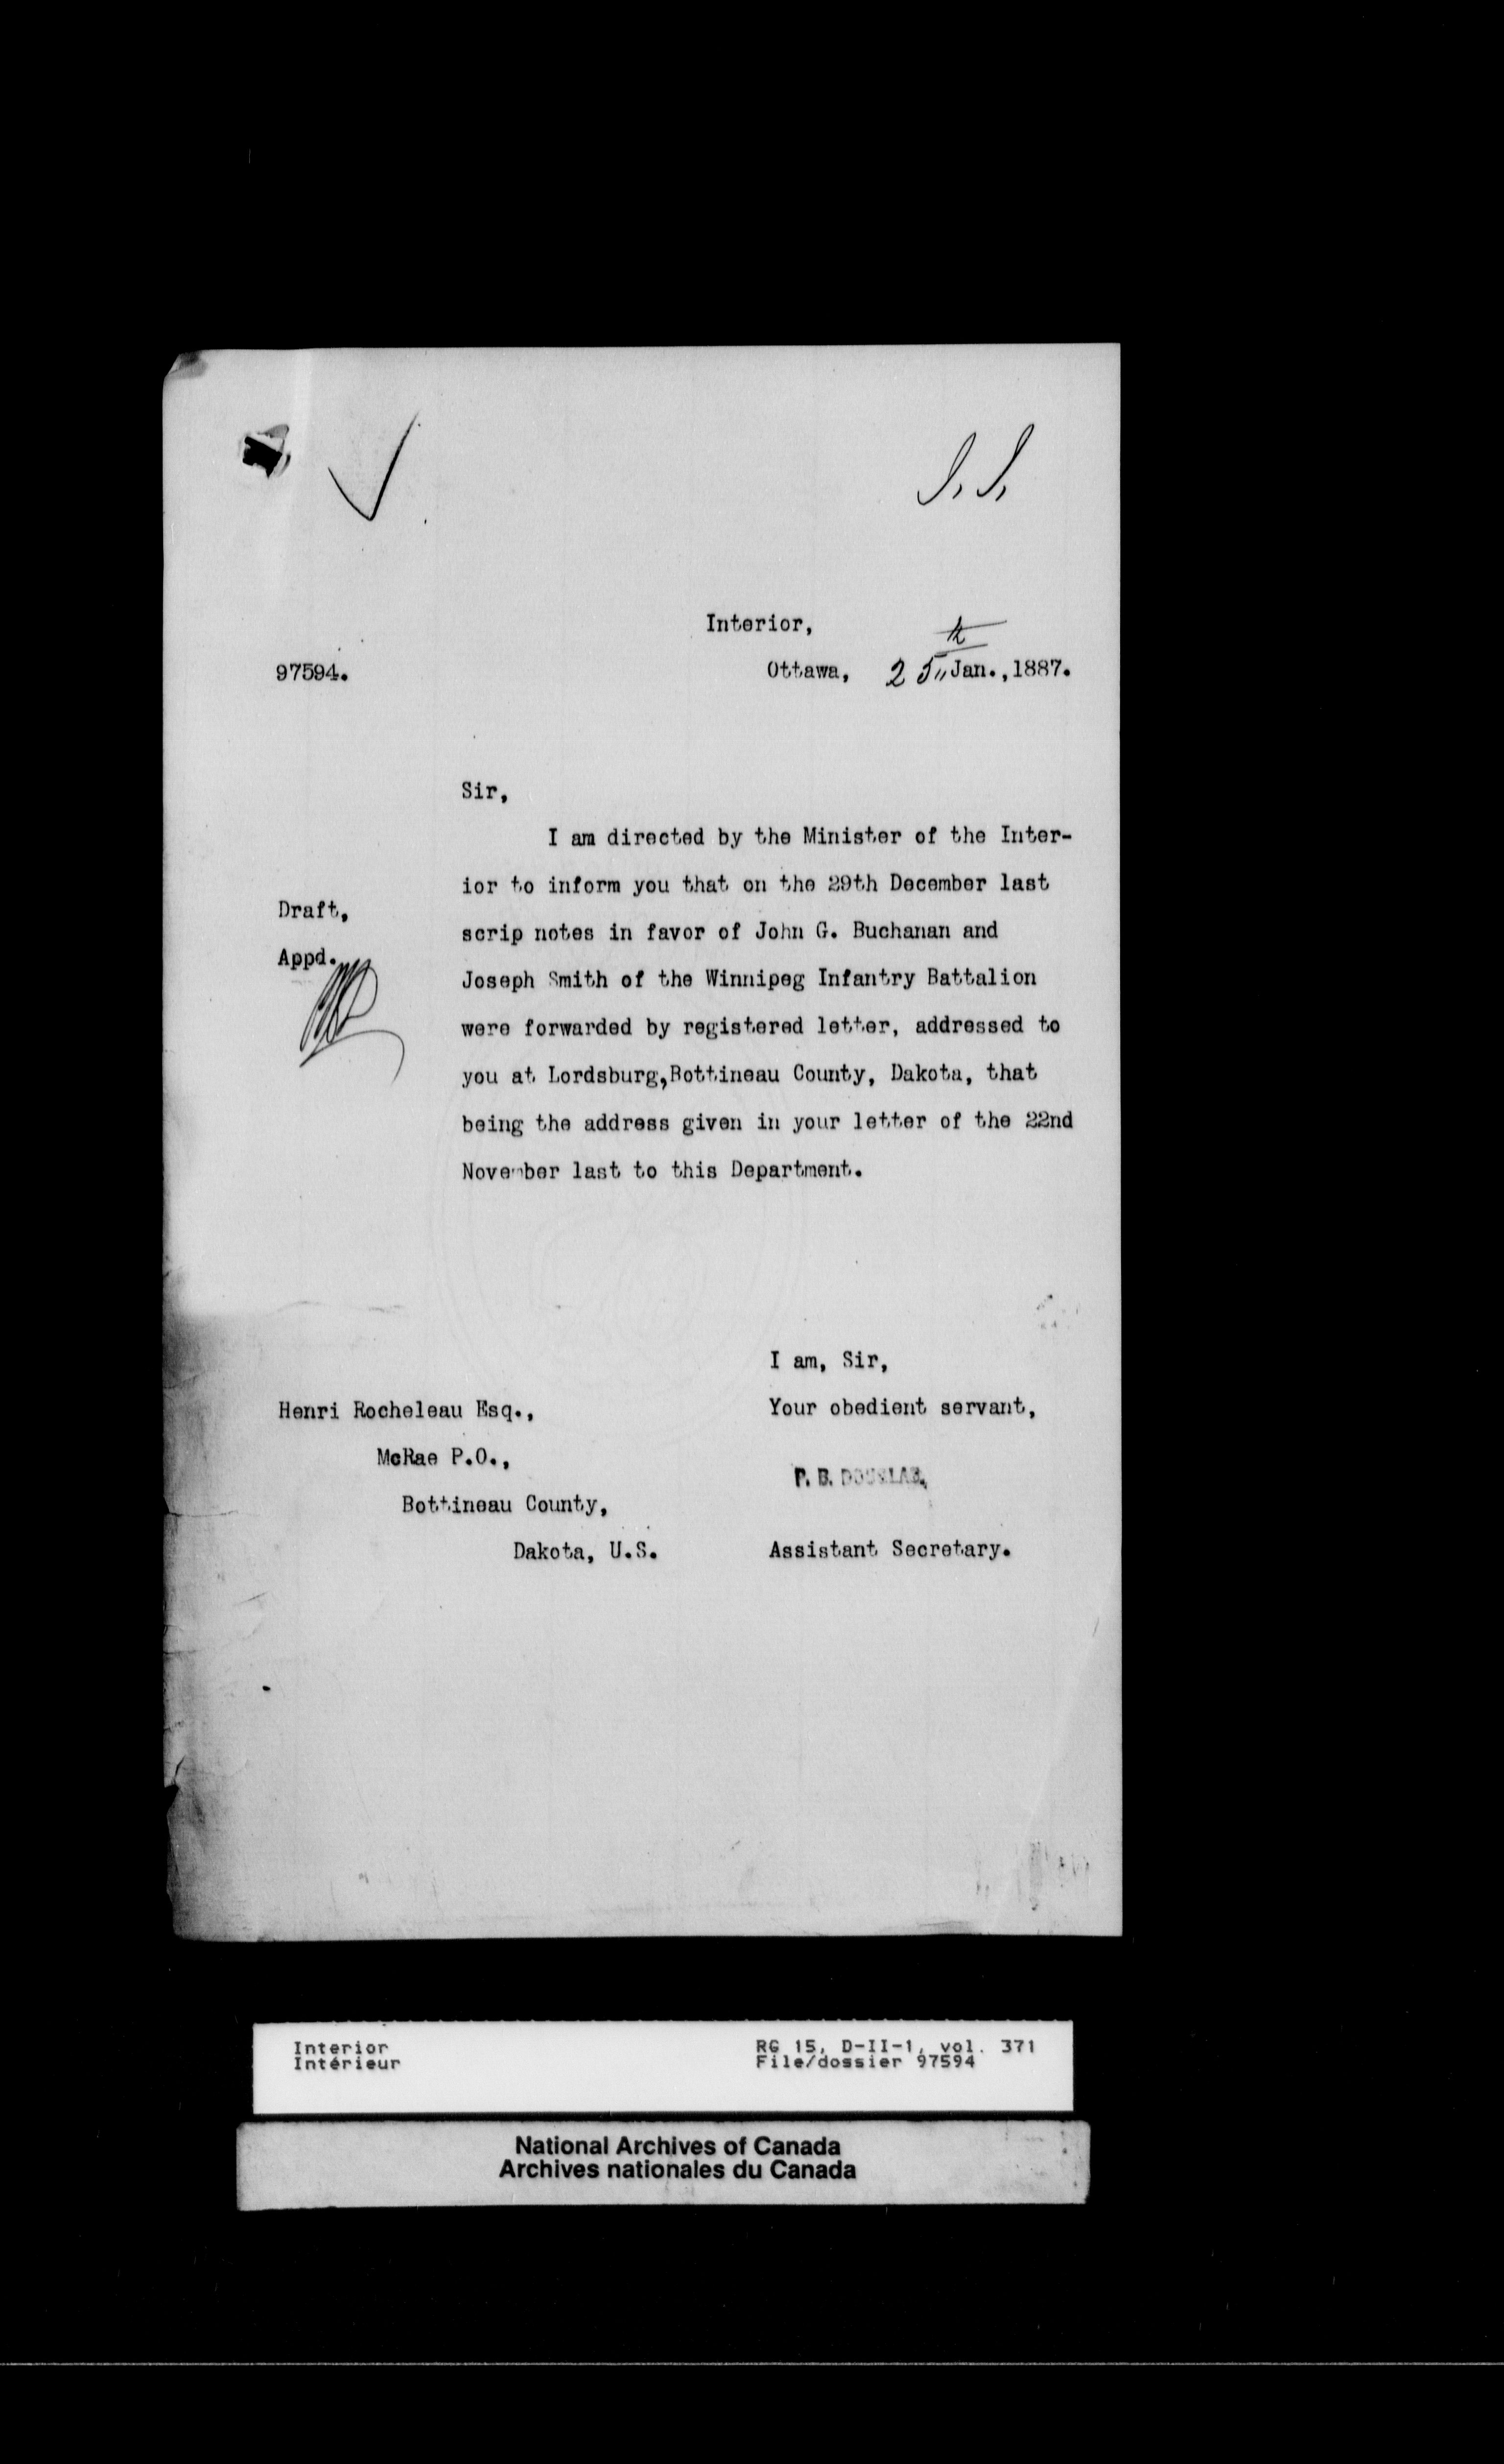 J. J.
Interior,
97594.
Ottawa, 25th Jan., 1887.
Sir,
I am directed by the Minister of the Inter-
ior to inform you that on the 29th December last
Draft,
scrip notes in favor of John G. Buchanan and
Appd.
Joseph Smith of the Winnipeg Infantry Battalion
were forwarded by registered letter, addressed to
you at Lordsburg, Bottineau County, Dakota, that
being the address given in your letter of the 22nd
November last to this Department.
I am, Sir,
Henri Rocheleau Esq.,
Your obedient servant,
McRae P.O.,
P. B. DOUGLAS,
Bottineau County,
Dakota, U.S.
Assistant Secretary.
Interior
Intérieur
RG 15, D-II-1, vol. 371
File/dossier 97594
National Archives of Canada
Archives nationales du Canada